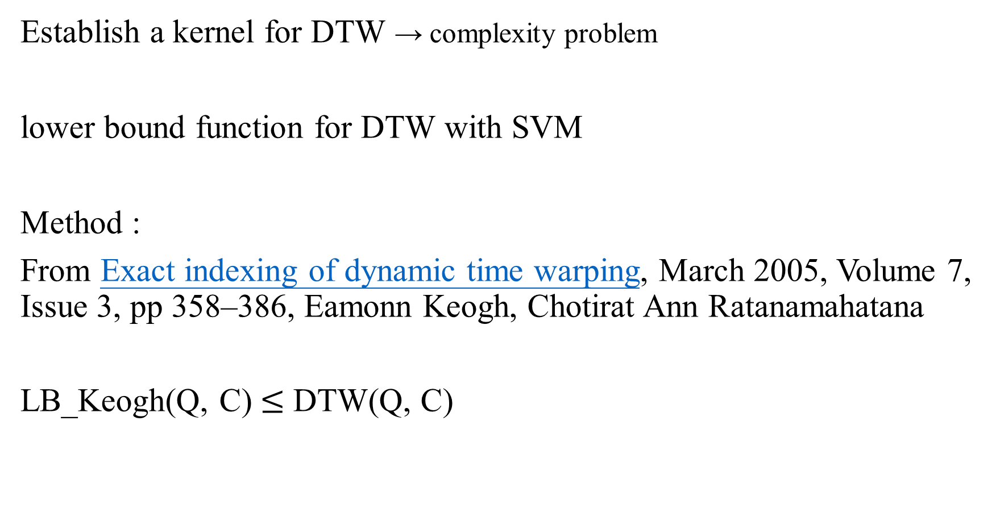 Establish a kernel for DTW → complexity problem
lower bound function for DTW with SVM
Method :
From Exact indexing of dynamic time warping, March 2005, Volume 7,
Issue 3, pp 358–386, Eamonn Keogh, Chotirat Ann Ratanamahatana
LB_Keogh(Q, C) ≤ DTW(Q, C)